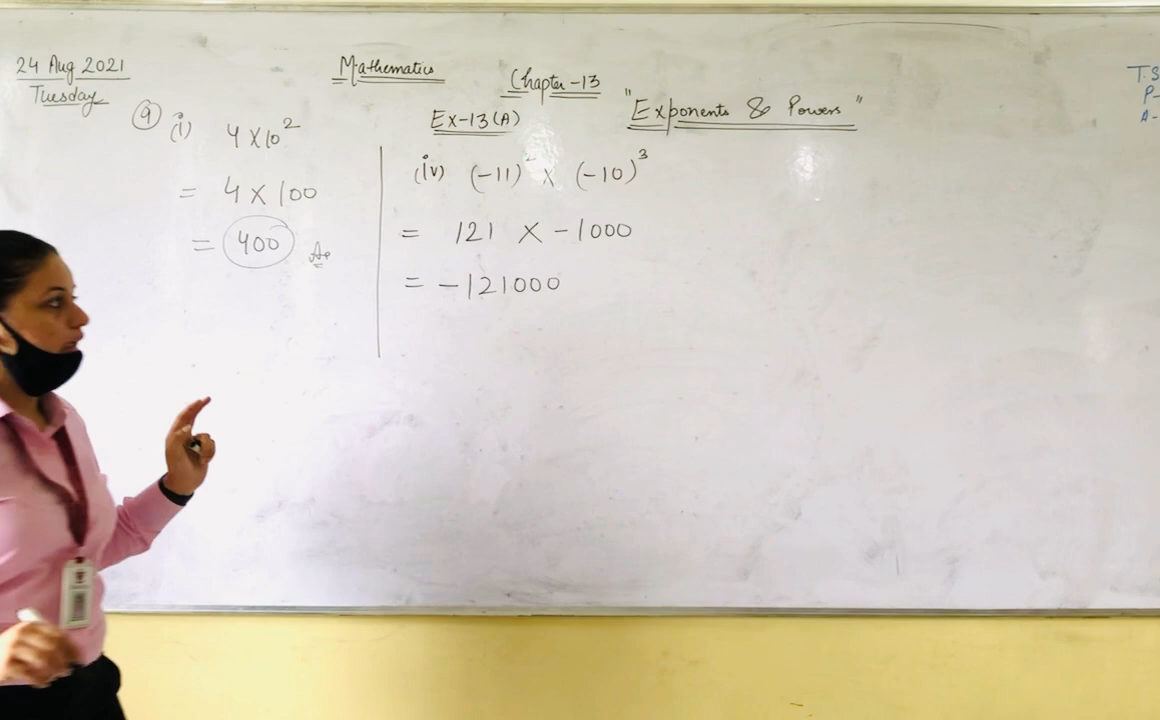 24 Aug 2021
Tuesday
Mathematics
Chapter-13
"Exponents & Powers"
Ex-13(A)
T.S
P-
A-
9 (i) 4 × 10²
= 4 × 100
= 400
(iv) (-11)² × (-10)³
= 121 × -1000
= -121000